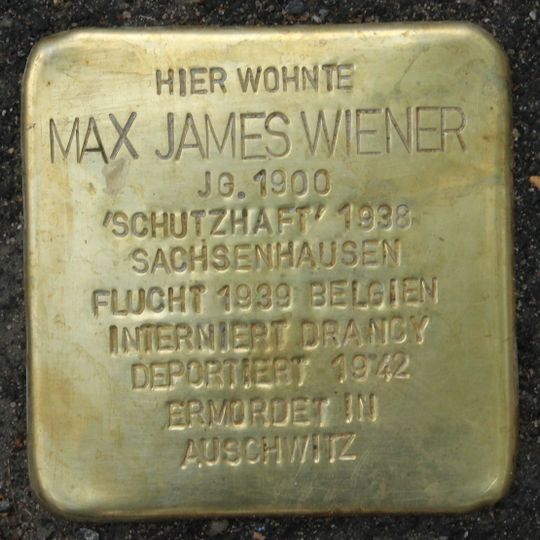 HIER WOHNTE
MAX JAMES WIENER
JG. 1900
'SCHUTZHAFT' 1938
SACHSENHAUSEN
FLUCHT 1939 BELGIEN
INTERNIERT DRANCY
DEPORTIERT 1942
ERMORDET IN
AUSCHWITZ